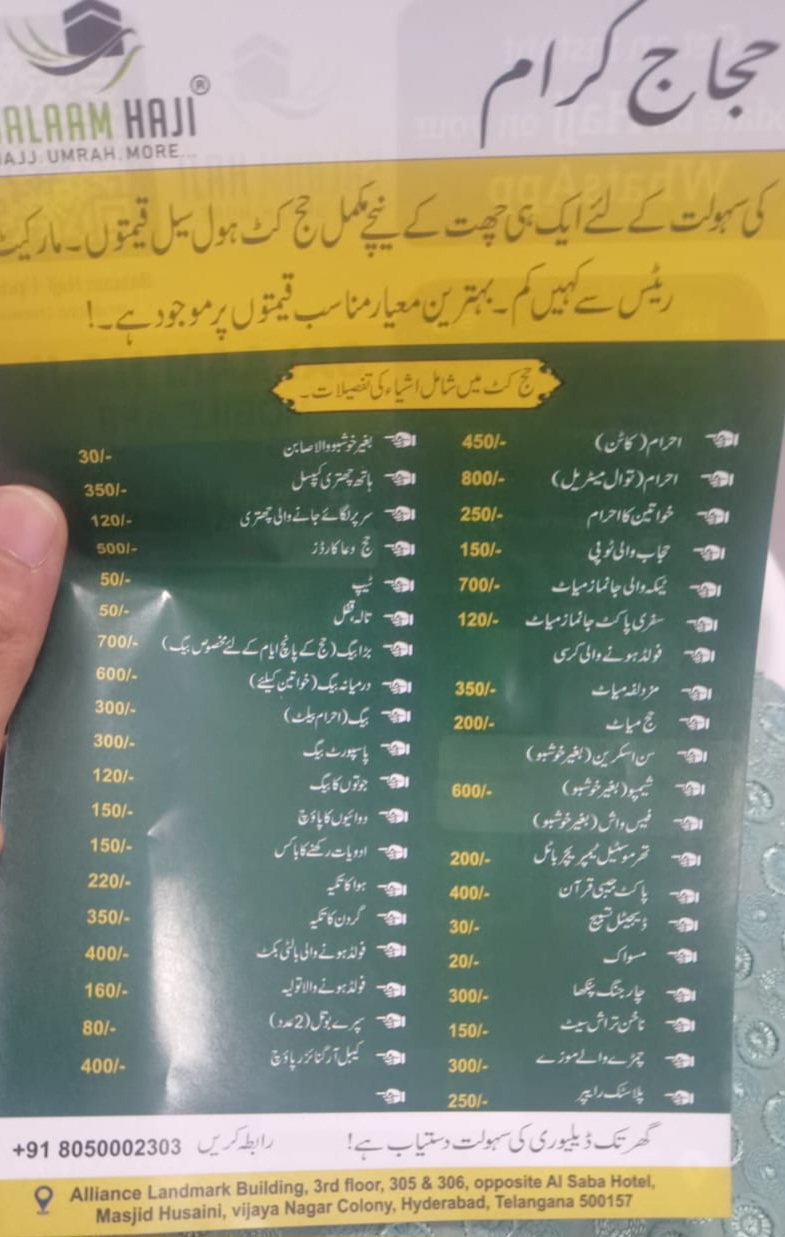 SALAAM HAJI®
HAJJ.UMRAH.MORE...
حجاج کرام
کی سہولت کے لئے ایک ہی چھت کے نیچے مکمل حج کٹ ہول سیل قیمتوں۔ مارکیٹ
ریٹس سے کہیں کم۔ بہترین معیار مناسب قیمتوں پر موجود ہے۔!
حج کٹ میں شامل اشیاء کی تفصیلات۔
احرام (کاٹن) 450/-
احرام (توال میٹریل) 800/-
خواتین کا احرام 250/-
حجاب والی ٹوپی 150/-
ٹیکہ والی جانماز میاٹ 700/-
سفری پاکٹ جانماز میاٹ 120/-
فولڈ ہونے والی کرسی
مزدلفہ میاٹ 350/-
حج میاٹ 200/-
سن اسکرین (بغیر خوشبو)
شیمپو (بغیر خوشبو) 600/-
فیس واش (بغیر خوشبو)
تھرموسٹیل ٹمپریچر باٹل 200/-
پاکٹ جیبی قرآن 400/-
ڈیجیٹل تسبیح 30/-
مسواک 20/-
چارجنگ پنکھا 300/-
ناخن تراش سیٹ 150/-
چمڑے والے موزے 300/-
پلاسٹک راپر 250/-
بغیر خوشبو والا صابن 30/-
ہاتھ چھتری کیپسل 350/-
سر پر لگائے جانے والی چھتری 120/-
حج دعا کارڈز 500/-
ٹیپ 50/-
تالہ، قفل 50/-
بڑا بیگ (حج کے پانچ ایام کے لئے مخصوص بیگ) 700/-
درمیانہ بیگ (خواتین کیلئے) 600/-
بیگ (احرام بیلٹ) 300/-
پاسپورٹ بیگ 300/-
جوتوں کا بیگ 120/-
دوائیوں کا پاؤچ 150/-
ادویات رکھنے کا باکس 150/-
ہوا کا تکیہ 220/-
گردن کا تکیہ 350/-
فولڈ ہونے والی بالٹی بکٹ 400/-
فولڈ ہونے والا تولیہ 160/-
سپرے بوتل (2 عدد) 80/-
کیبل آرگنائزر پاؤچ 400/-
گھر تک ڈیلیوری کی سہولت دستیاب ہے! رابطہ کریں +91 8050002303
Alliance Landmark Building, 3rd floor, 305 & 306, opposite Al Saba Hotel,
Masjid Husaini, vijaya Nagar Colony, Hyderabad, Telangana 500157